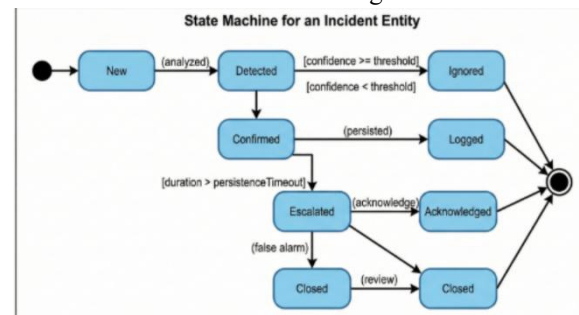 State Machine for an Incident Entity
New
(analyzed)
Detected
[confidence >= threshold]
[confidence < threshold]
Ignored
Confirmed
(persisted)
Logged
[duration > persistenceTimeout]
Escalated
(acknowledge)
Acknowledged
(false alarm)
Closed
(review)
Closed